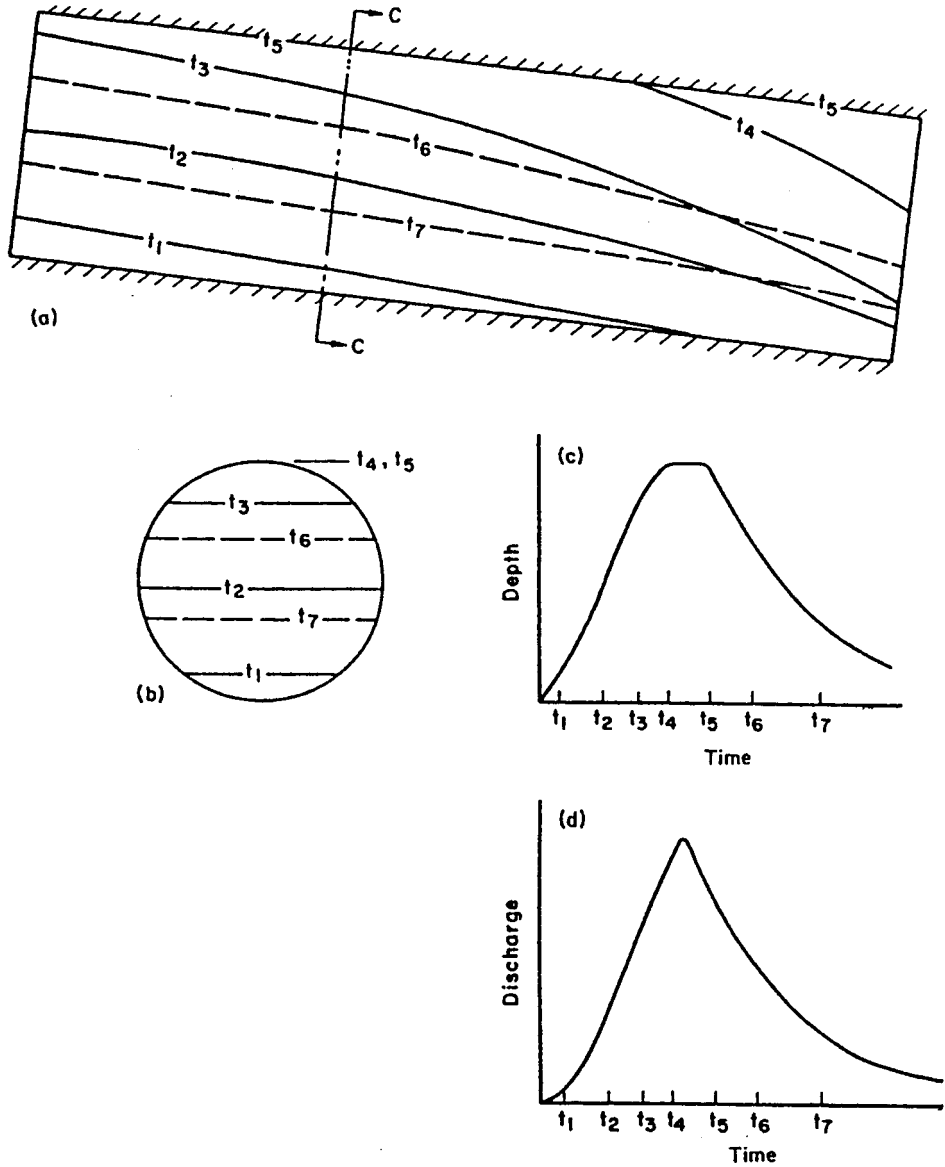 C
t5
t3
t5
t4
t6
t2
t7
t1
C
(a)
t4, t5
t3
t6
t2
t7
t1
(b)
(c)
Depth
t1 t2 t3 t4 t5 t6 t7
Time
(d)
Discharge
t1 t2 t3 t4 t5 t6 t7
Time